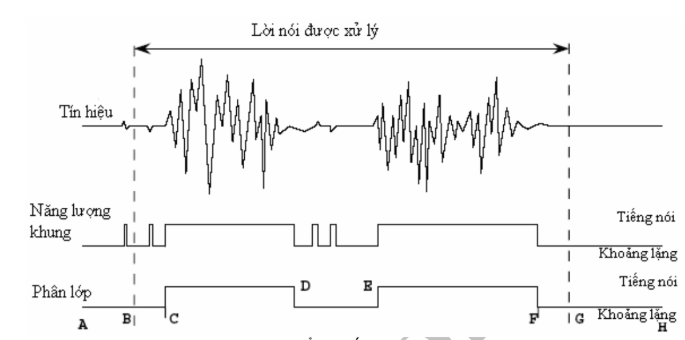 Lời nói được xử lý
Tín hiệu
Năng lượng
khung
Tiếng nói
Khoảng lặng
Phân lớp
D
E
Tiếng nói
A
B
C
F
G
Khoảng lặng
H